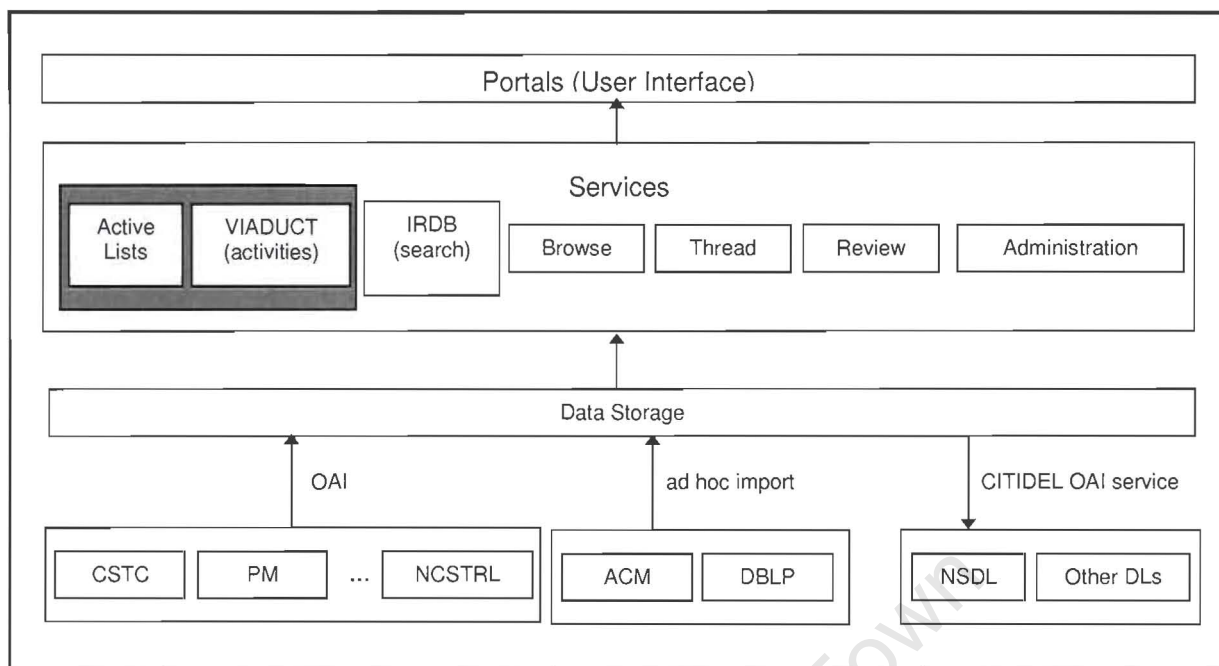 Portals (User Interface)
Services
Active
Lists
VIADUCT
(activities)
IRDB
(search)
Browse
Thread
Review
Administration
Data Storage
OAI
ad hoc import
CITIDEL OAI service
CSTC
PM
...
NCSTRL
ACM
DBLP
NSDL
Other DLs
Town